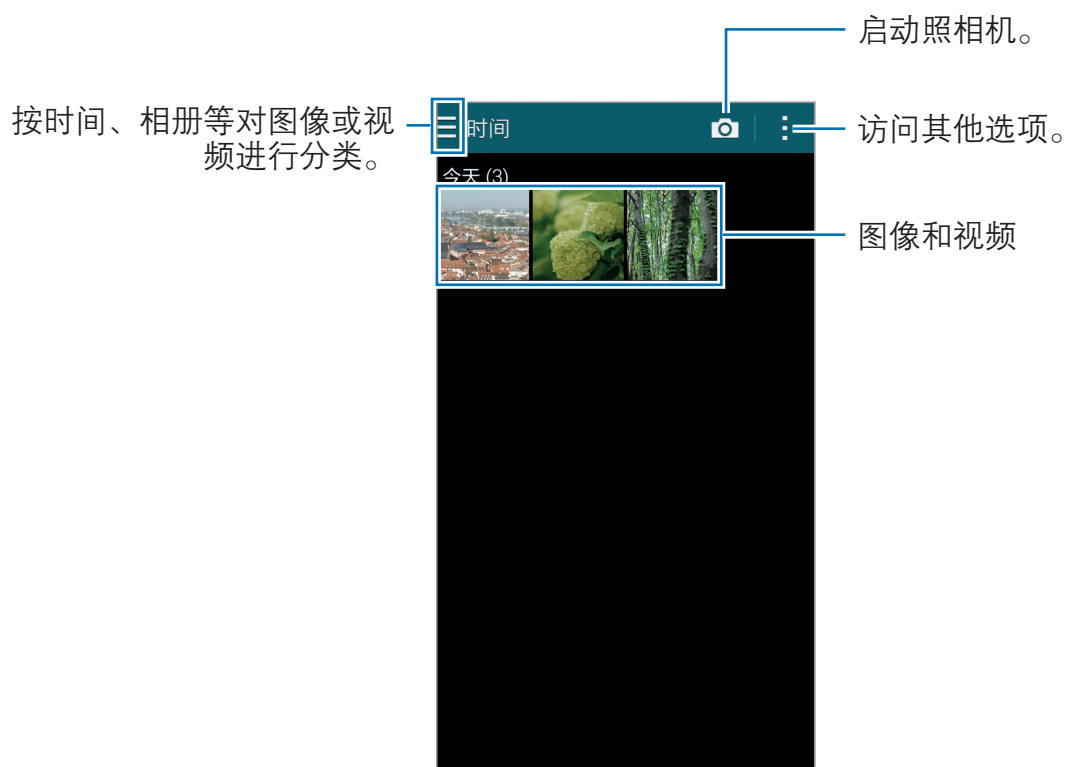 启动照相机。
按时间、相册等对图像或视
频进行分类。
时间
访问其他选项。
今天 (3)
图像和视频